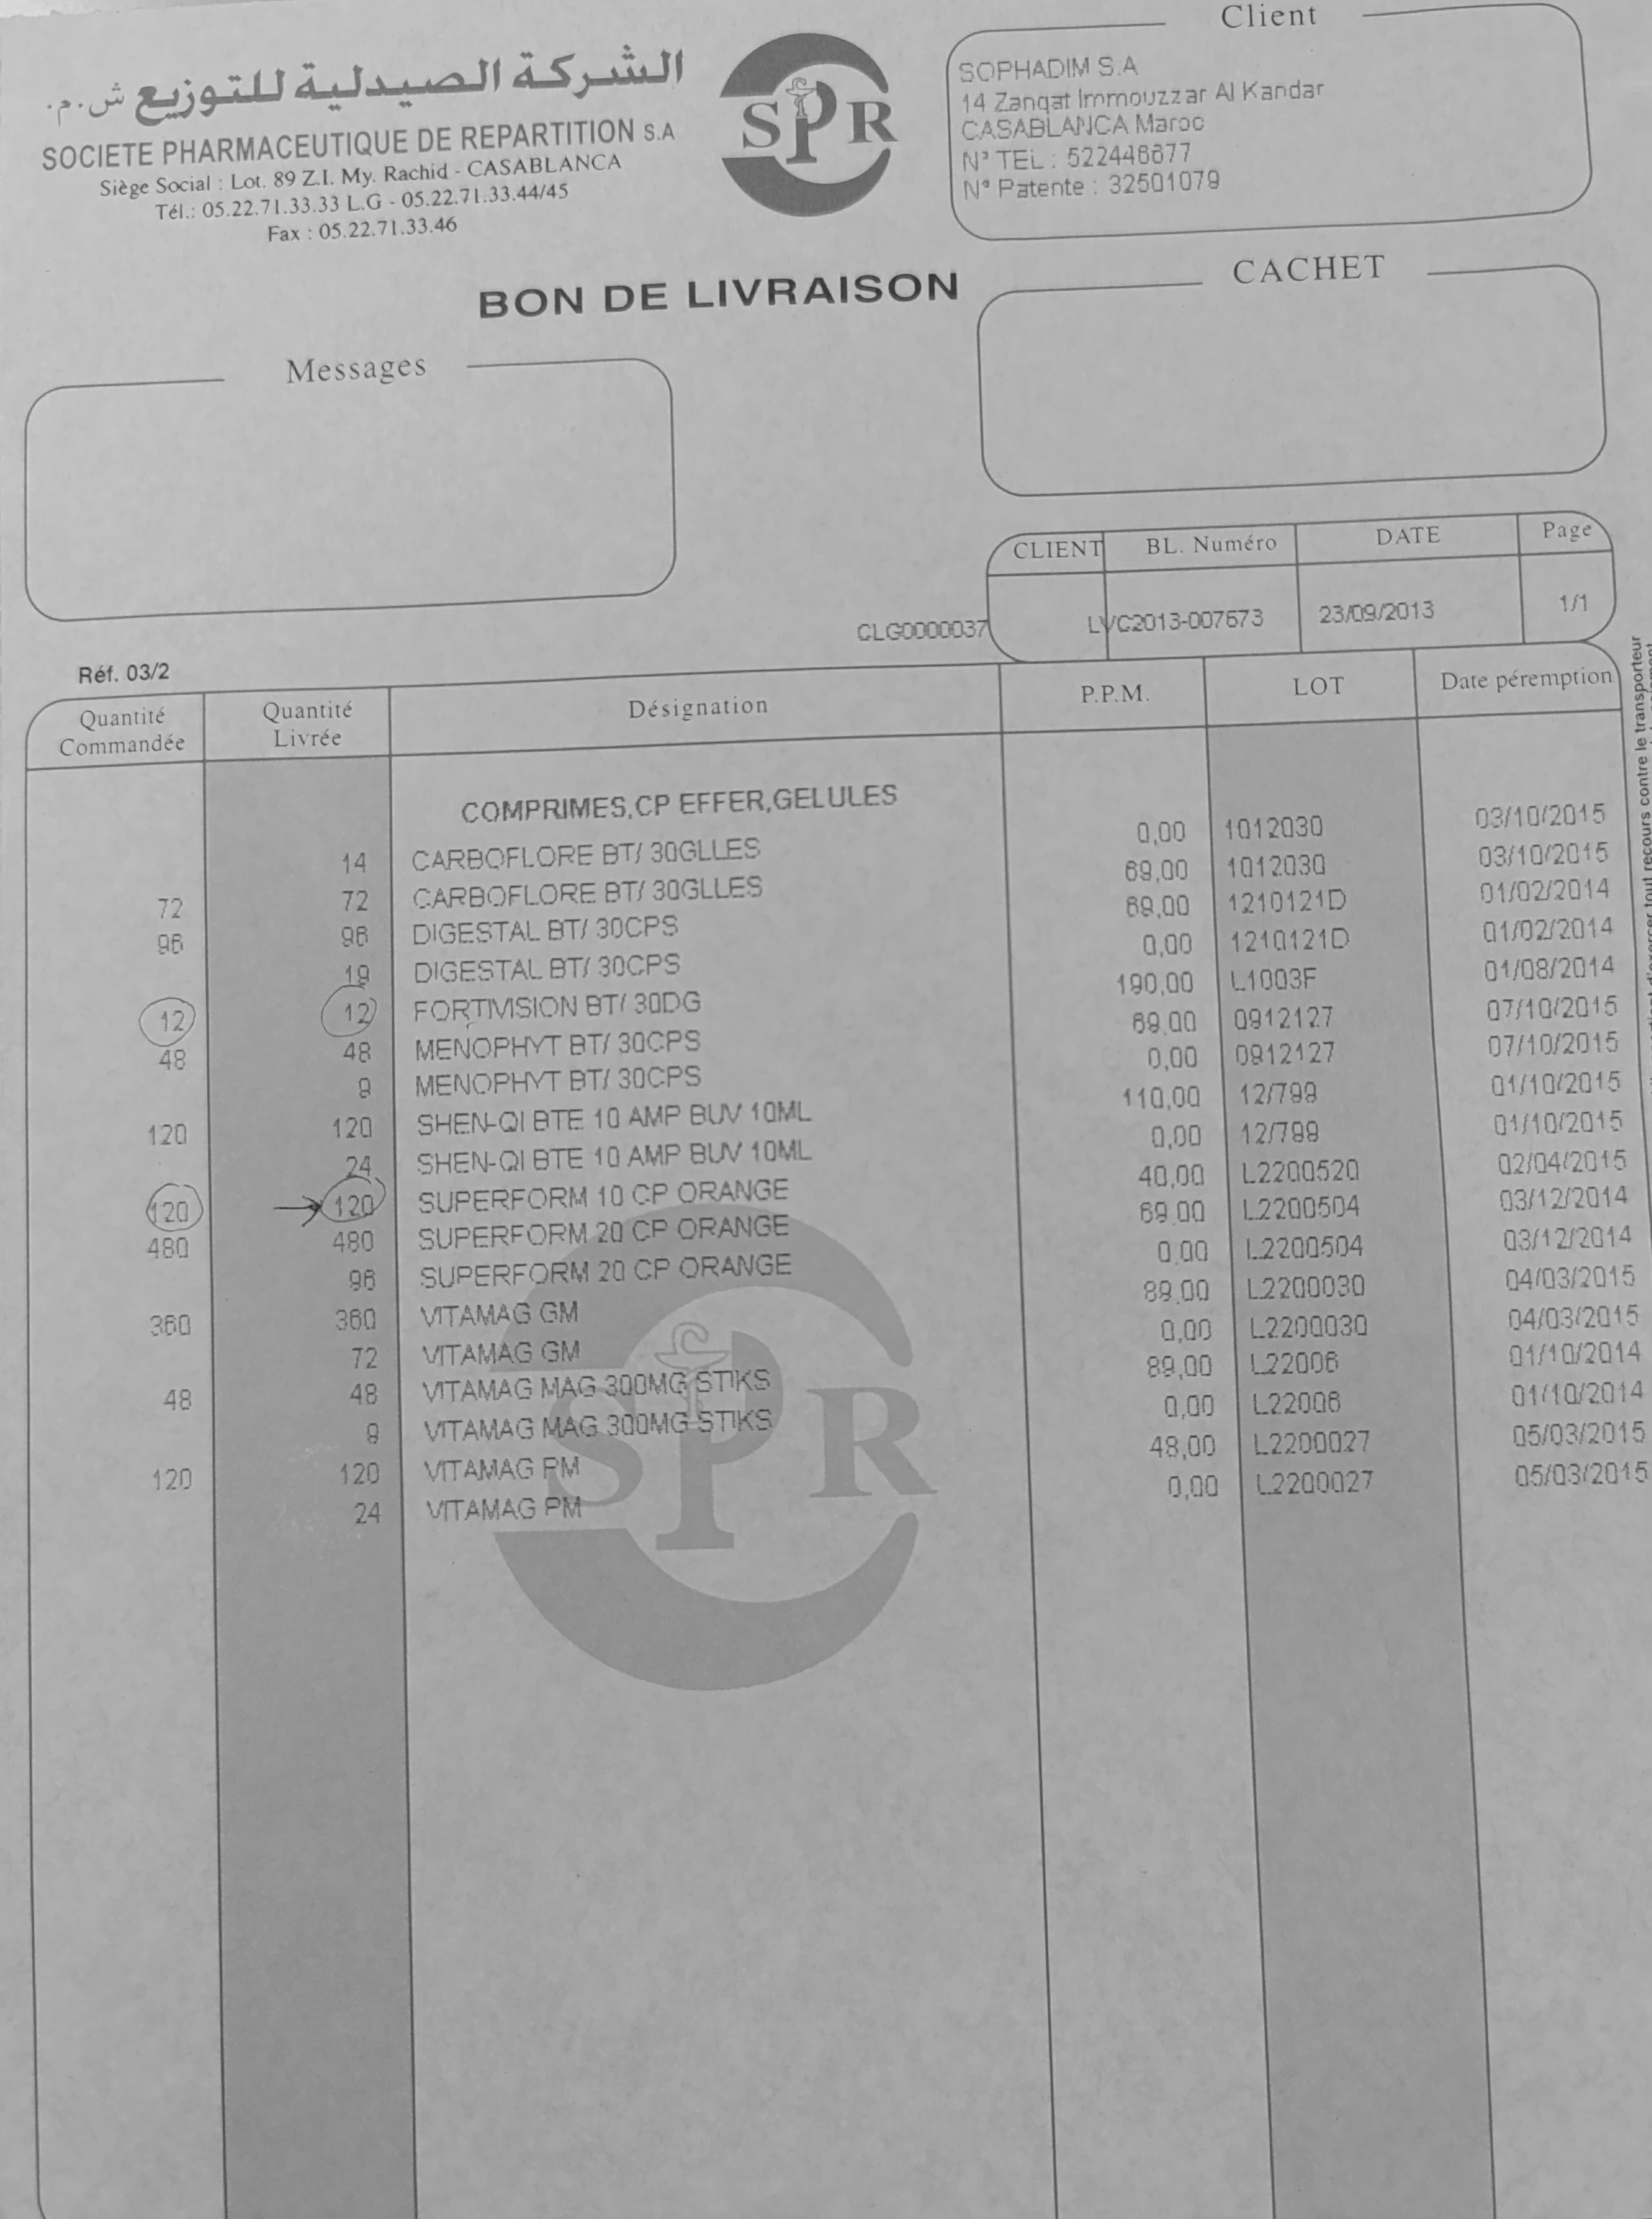 الشركة الصيدلية للتوزيع ش.م.
SOCIETE PHARMACEUTIQUE DE REPARTITION S.A
Siège Social : Lot. 89 Z.I. My. Rachid - CASABLANCA
Tél.: 05.22.71.33.33 L.G - 05.22.71.33.44/45
Fax : 05.22.71.33.46
SPR
Client
SOPHADIM S.A
14 Zanqat Immouzzar Al Kandar
CASABLANCA Maroc
N° TEL : 522446677
N° Patente : 32501079
BON DE LIVRAISON
CACHET
Messages
CLIENT BL. Numéro DATE Page
CLG0000037 LVC2013-007673 23/09/2013 1/1
Réf. 03/2
Quantité Commandée Quantité Livrée Désignation P.P.M. LOT Date péremption
COMPRIMES,CP EFFER,GELULES
14 CARBOFLORE BT/ 30GLLES 0,00 1012030 03/10/2015
72 72 CARBOFLORE BT/ 30GLLES 69,00 1012030 03/10/2015
96 96 DIGESTAL BT/ 30CPS 69,00 1210121D 01/02/2014
19 DIGESTAL BT/ 30CPS 0,00 1210121D 01/02/2014
12 12 FORTIVISION BT/ 30DG 190,00 L1003F 01/08/2014
48 48 MENOPHYT BT/ 30CPS 69,00 0912127 07/10/2015
9 MENOPHYT BT/ 30CPS 0,00 0912127 07/10/2015
120 120 SHEN-QI BTE 10 AMP BUV 10ML 110,00 12/799 01/10/2015
24 SHEN-QI BTE 10 AMP BUV 10ML 0,00 12/799 01/10/2015
120 120 SUPERFORM 10 CP ORANGE 40,00 L2200520 02/04/2015
480 480 SUPERFORM 20 CP ORANGE 69,00 L2200504 03/12/2014
96 SUPERFORM 20 CP ORANGE 0,00 L2200504 03/12/2014
360 360 VITAMAG GM 89,00 L2200030 04/03/2015
72 VITAMAG GM 0,00 L2200030 04/03/2015
48 48 VITAMAG MAG 300MG STIKS 89,00 L22006 01/10/2014
9 VITAMAG MAG 300MG STIKS 0,00 L22006 01/10/2014
120 120 VITAMAG PM 48,00 L2200027 05/03/2015
24 VITAMAG PM 0,00 L2200027 05/03/2015
SPR
d'exercer tout recours contre le transporteur